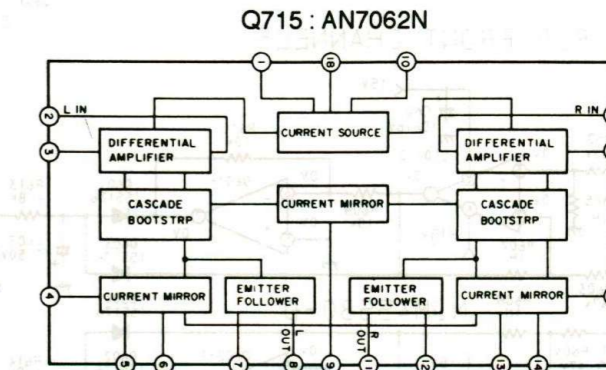 Q715 : AN7062N
1
18
10
2
L IN
R IN
3
DIFFERENTIAL
AMPLIFIER
CURRENT SOURCE
DIFFERENTIAL
AMPLIFIER
CASCADE
BOOTSTRP
CURRENT MIRROR
CASCADE
BOOTSTRP
4
CURRENT MIRROR
EMITTER
FOLLOWER
EMITTER
FOLLOWER
CURRENT MIRROR
L
OUT
R
OUT
5
6
7
8
9
11
12
13
14